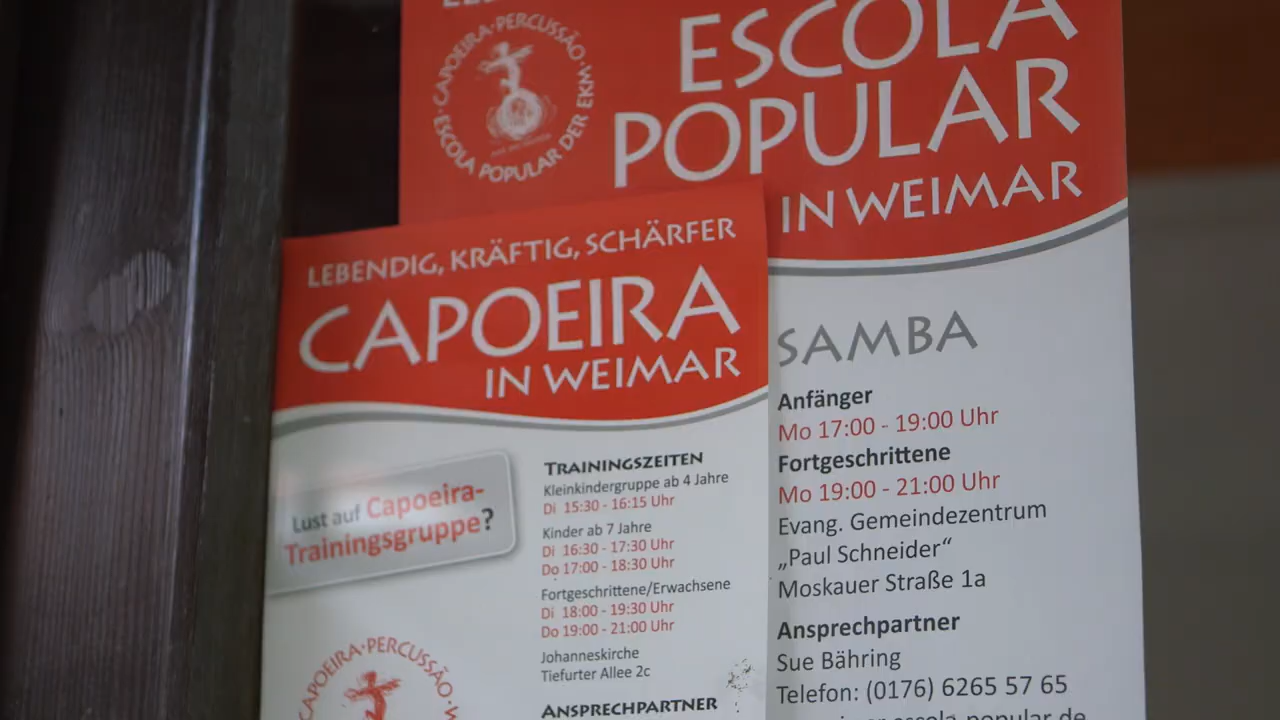 CAPOEIRA·PERCUSSÃO·
ESCOLA POPULAR DER EKM
ESCOLA
POPULAR
IN WEIMAR
LEBENDIG, KRÄFTIG, SCHÄRFER
CAPOEIRA
IN WEIMAR
Lust auf Capoeira-
Trainingsgruppe?
TRAININGSZEITEN
Kleinkindergruppe ab 4 Jahre
Di 15:30 - 16:15 Uhr
Kinder ab 7 Jahre
Di 16:30 - 17:30 Uhr
Do 17:00 - 18:30 Uhr
Fortgeschrittene/Erwachsene
Di 18:00 - 19:30 Uhr
Do 19:00 - 21:00 Uhr
Johanneskirche
Tiefurter Allee 2c
ANSPRECHPARTNER
CAPOEIRA·PERCUSSÃO·
SAMBA
Anfänger
Mo 17:00 - 19:00 Uhr
Fortgeschrittene
Mo 19:00 - 21:00 Uhr
Evang. Gemeindezentrum
„Paul Schneider“
Moskauer Straße 1a
Ansprechpartner
Sue Bähring
Telefon: (0176) 6265 57 65